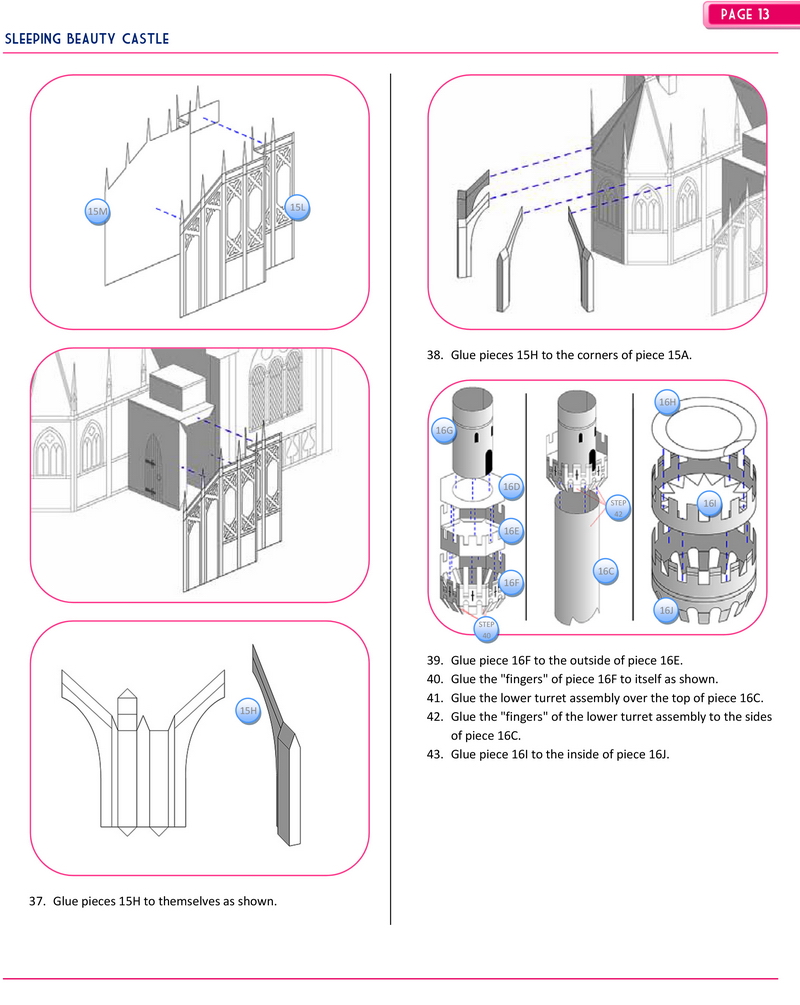 PAGE 13
SLEEPING BEAUTY CASTLE
15M
15L
15H
37. Glue pieces 15H to themselves as shown.
38. Glue pieces 15H to the corners of piece 15A.
16G
16D
16E
16F
STEP
40
STEP
42
16C
16H
16I
16J
39. Glue piece 16F to the outside of piece 16E.
40. Glue the "fingers" of piece 16F to itself as shown.
41. Glue the lower turret assembly over the top of piece 16C.
42. Glue the "fingers" of the lower turret assembly to the sides
of piece 16C.
43. Glue piece 16I to the inside of piece 16J.